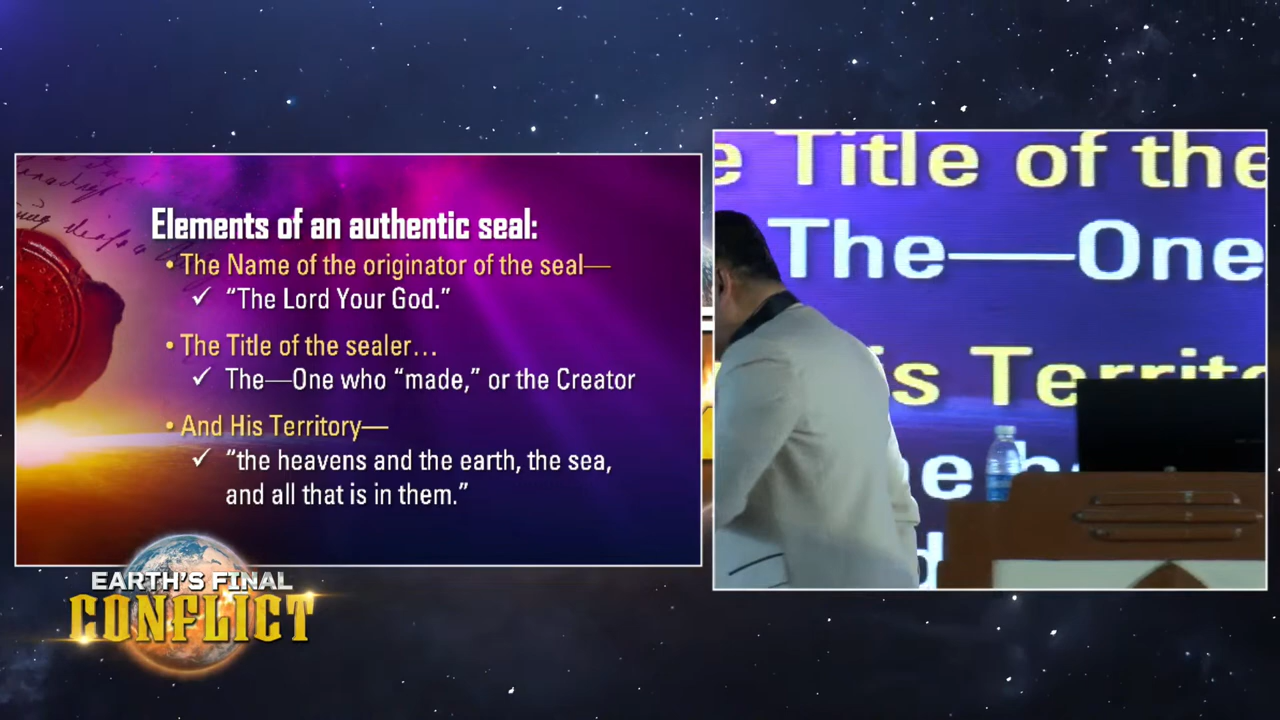 Elements of an authentic seal:
• The Name of the originator of the seal—
✓ “The Lord Your God.”
• The Title of the sealer…
✓ The—One who “made,” or the Creator
• And His Territory—
✓ “the heavens and the earth, the sea,
and all that is in them.”
EARTH'S FINAL
CONFLICT
e Title of the
The—One
is Territo